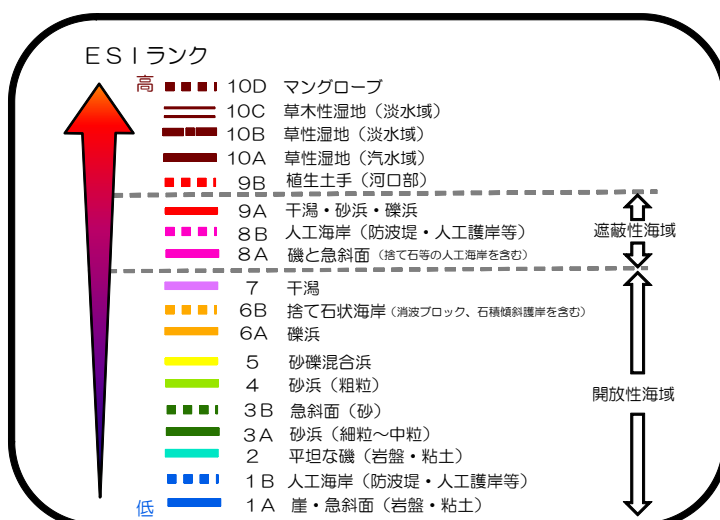 ESIランク
高
10D マングローブ
10C 草木性湿地（淡水域）
10B 草性湿地（淡水域）
10A 草性湿地（汽水域）
9B 植生土手（河口部）
9A 干潟・砂浜・礫浜
8B 人工海岸（防波堤・人工護岸等）
遮蔽性海域
8A 磯と急斜面（捨て石等の人工海岸を含む）
7 干潟
6B 捨て石状海岸（消波ブロック、石積傾斜護岸を含む）
6A 礫浜
5 砂礫混合浜
4 砂浜（粗粒）
開放性海域
3B 急斜面（砂）
3A 砂浜（細粒～中粒）
2 平坦な磯（岩盤・粘土）
1B 人工海岸（防波堤・人工護岸等）
低
1A 崖・急斜面（岩盤・粘土）